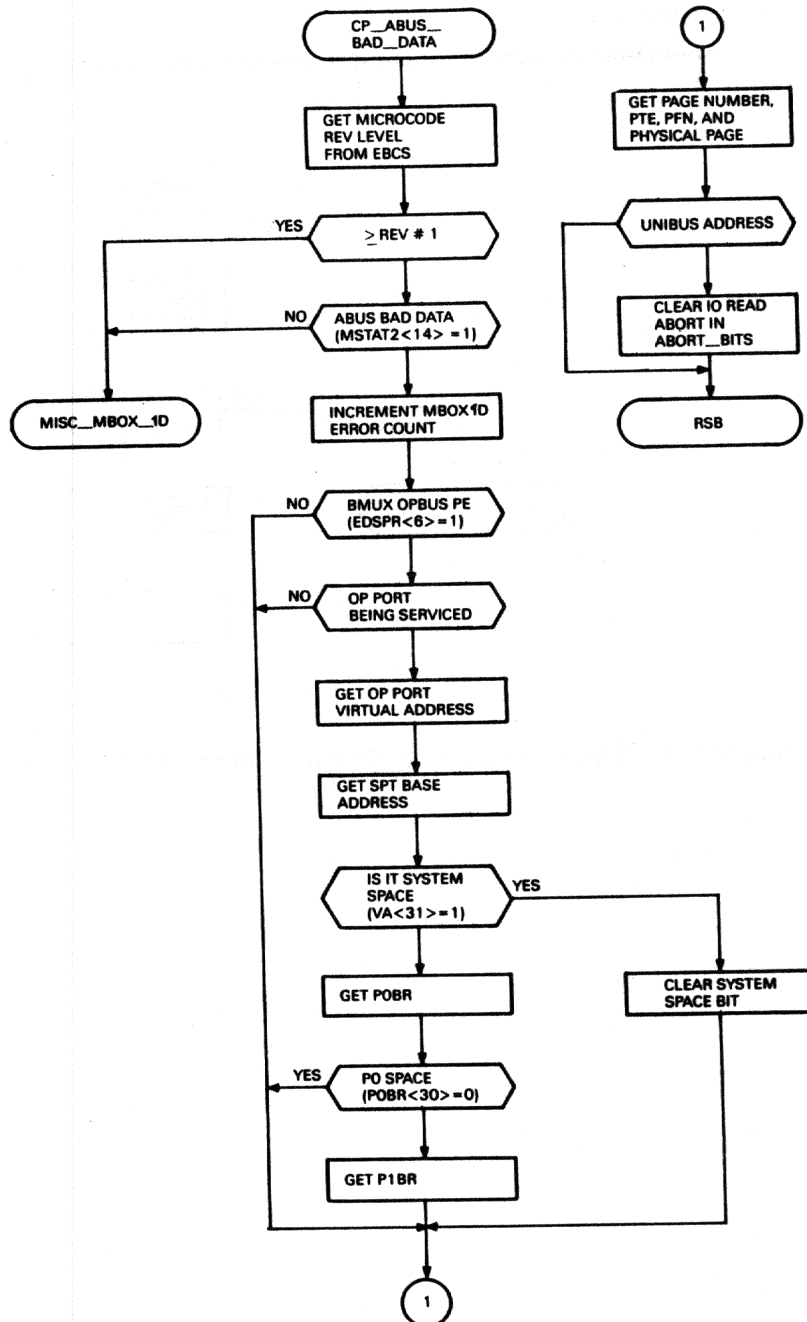 CP__ABUS__
BAD__DATA
GET MICROCODE
REV LEVEL
FROM EBCS
YES
≥ REV # 1
NO
ABUS BAD DATA
(MSTAT2<14> =1)
MISC__MBOX__1D
INCREMENT MBOX1D
ERROR COUNT
NO
BMUX OPBUS PE
(EDSPR<6>=1)
NO
OP PORT
BEING SERVICED
GET OP PORT
VIRTUAL ADDRESS
GET SPT BASE
ADDRESS
IS IT SYSTEM
SPACE
(VA<31>=1)
YES
GET P0BR
CLEAR SYSTEM
SPACE BIT
YES
P0 SPACE
(P0BR<30>=0)
GET P1BR
1
1
GET PAGE NUMBER,
PTE, PFN, AND
PHYSICAL PAGE
UNIBUS ADDRESS
CLEAR IO READ
ABORT IN
ABORT__BITS
RSB